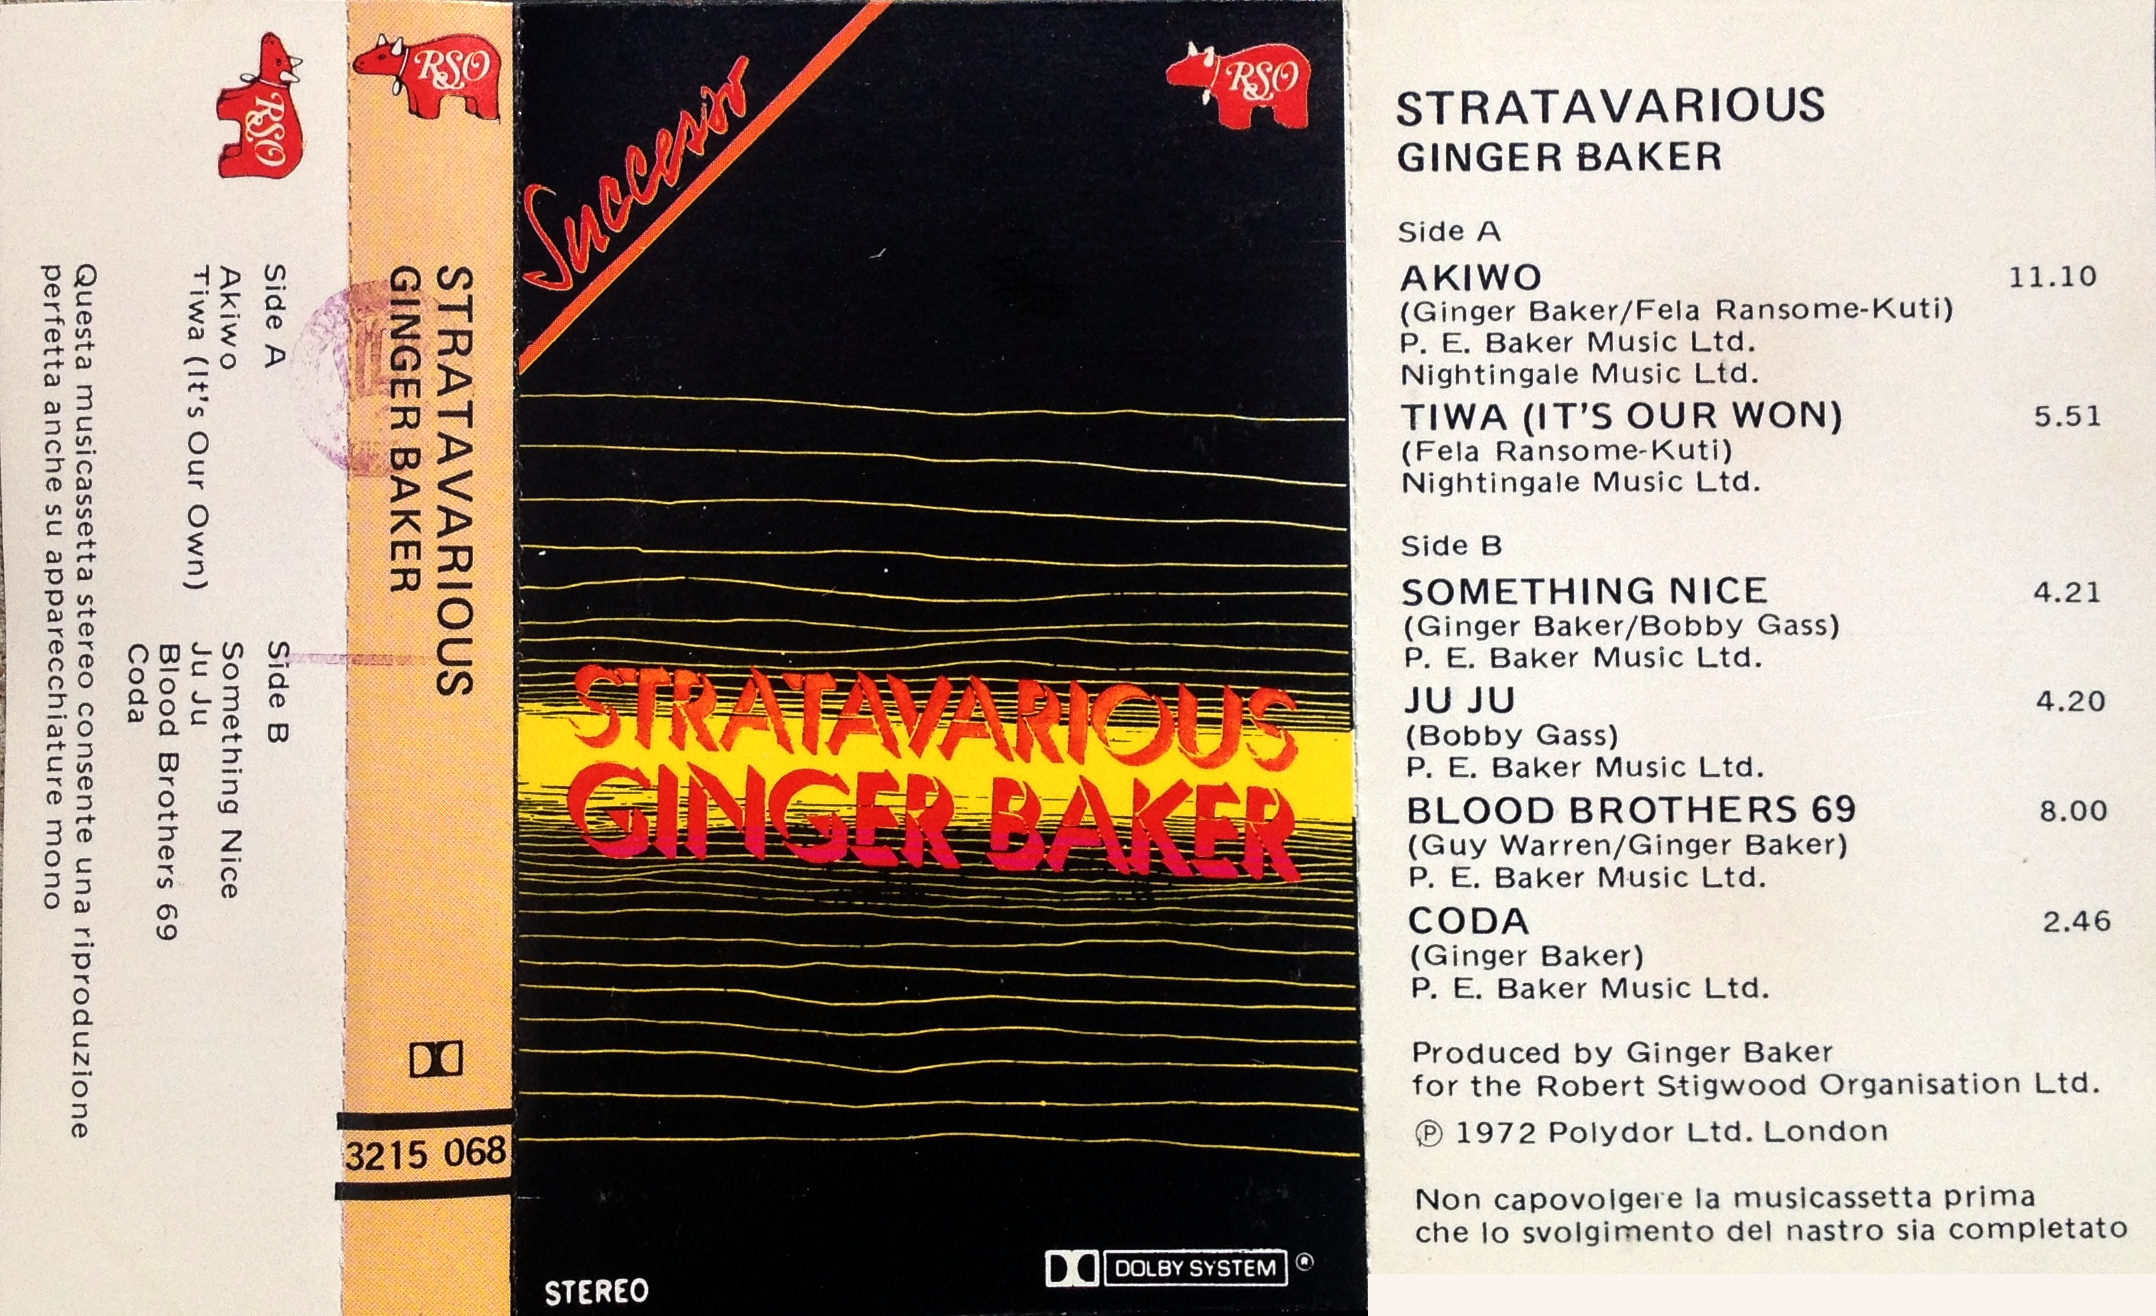 RSO
Side A
Akiwo
Tiwa (It's Our Own)
Side B
Something Nice
Ju Ju
Blood Brothers 69
Coda
Questa musicassetta stereo consente una riproduzione
perfetta anche su apparecchiature mono
RSO
STRATAVARIOUS
GINGER BAKER
3215 068
Successo
RSO
STRATAVARIOUS
GINGER BAKER
STEREO
DOLBY SYSTEM ®
STRATAVARIOUS
GINGER BAKER
Side A
AKIWO 11.10
(Ginger Baker/Fela Ransome-Kuti)
P. E. Baker Music Ltd.
Nightingale Music Ltd.
TIWA (IT'S OUR WON) 5.51
(Fela Ransome-Kuti)
Nightingale Music Ltd.
Side B
SOMETHING NICE 4.21
(Ginger Baker/Bobby Gass)
P. E. Baker Music Ltd.
JU JU 4.20
(Bobby Gass)
P. E. Baker Music Ltd.
BLOOD BROTHERS 69 8.00
(Guy Warren/Ginger Baker)
P. E. Baker Music Ltd.
CODA 2.46
(Ginger Baker)
P. E. Baker Music Ltd.
Produced by Ginger Baker
for the Robert Stigwood Organisation Ltd.
℗ 1972 Polydor Ltd. London
Non capovolgere la musicassetta prima
che lo svolgimento del nastro sia completato